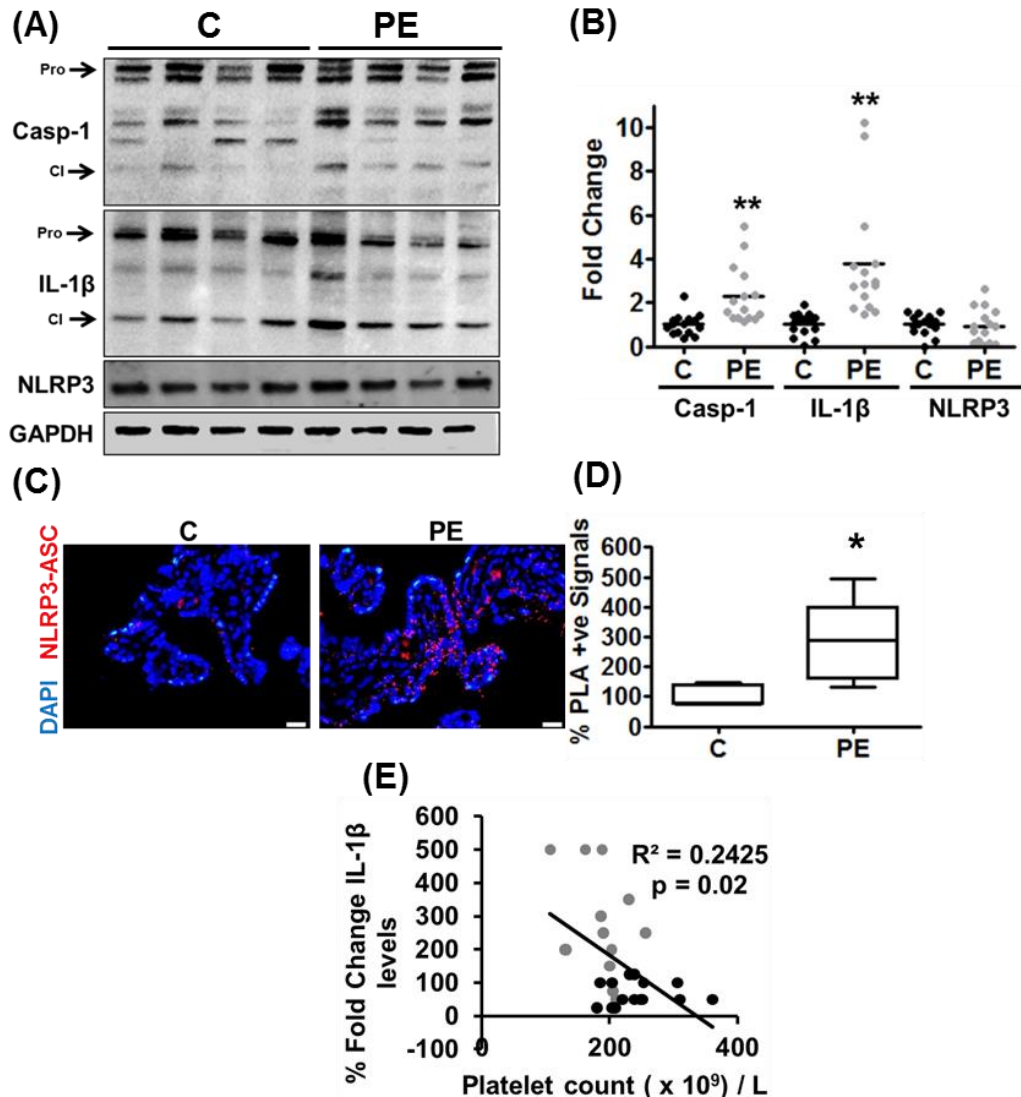 (A)
C PE
Pro
Casp-1
Cl
Pro
IL-1β
Cl
NLRP3
GAPDH
(B)
Fold Change
10
8
6
4
2
0
** **
C PE C PE C PE
Casp-1 IL-1β NLRP3
(C)
DAPI NLRP3-ASC
C PE
(D)
% PLA +ve Signals
600
500
400
300
200
100
0
*
C PE
(E)
% Fold Change IL-1β
levels
600
500
400
300
200
100
0
-100
R² = 0.2425
p = 0.02
0 200 400
Platelet count ( x 10⁹) / L